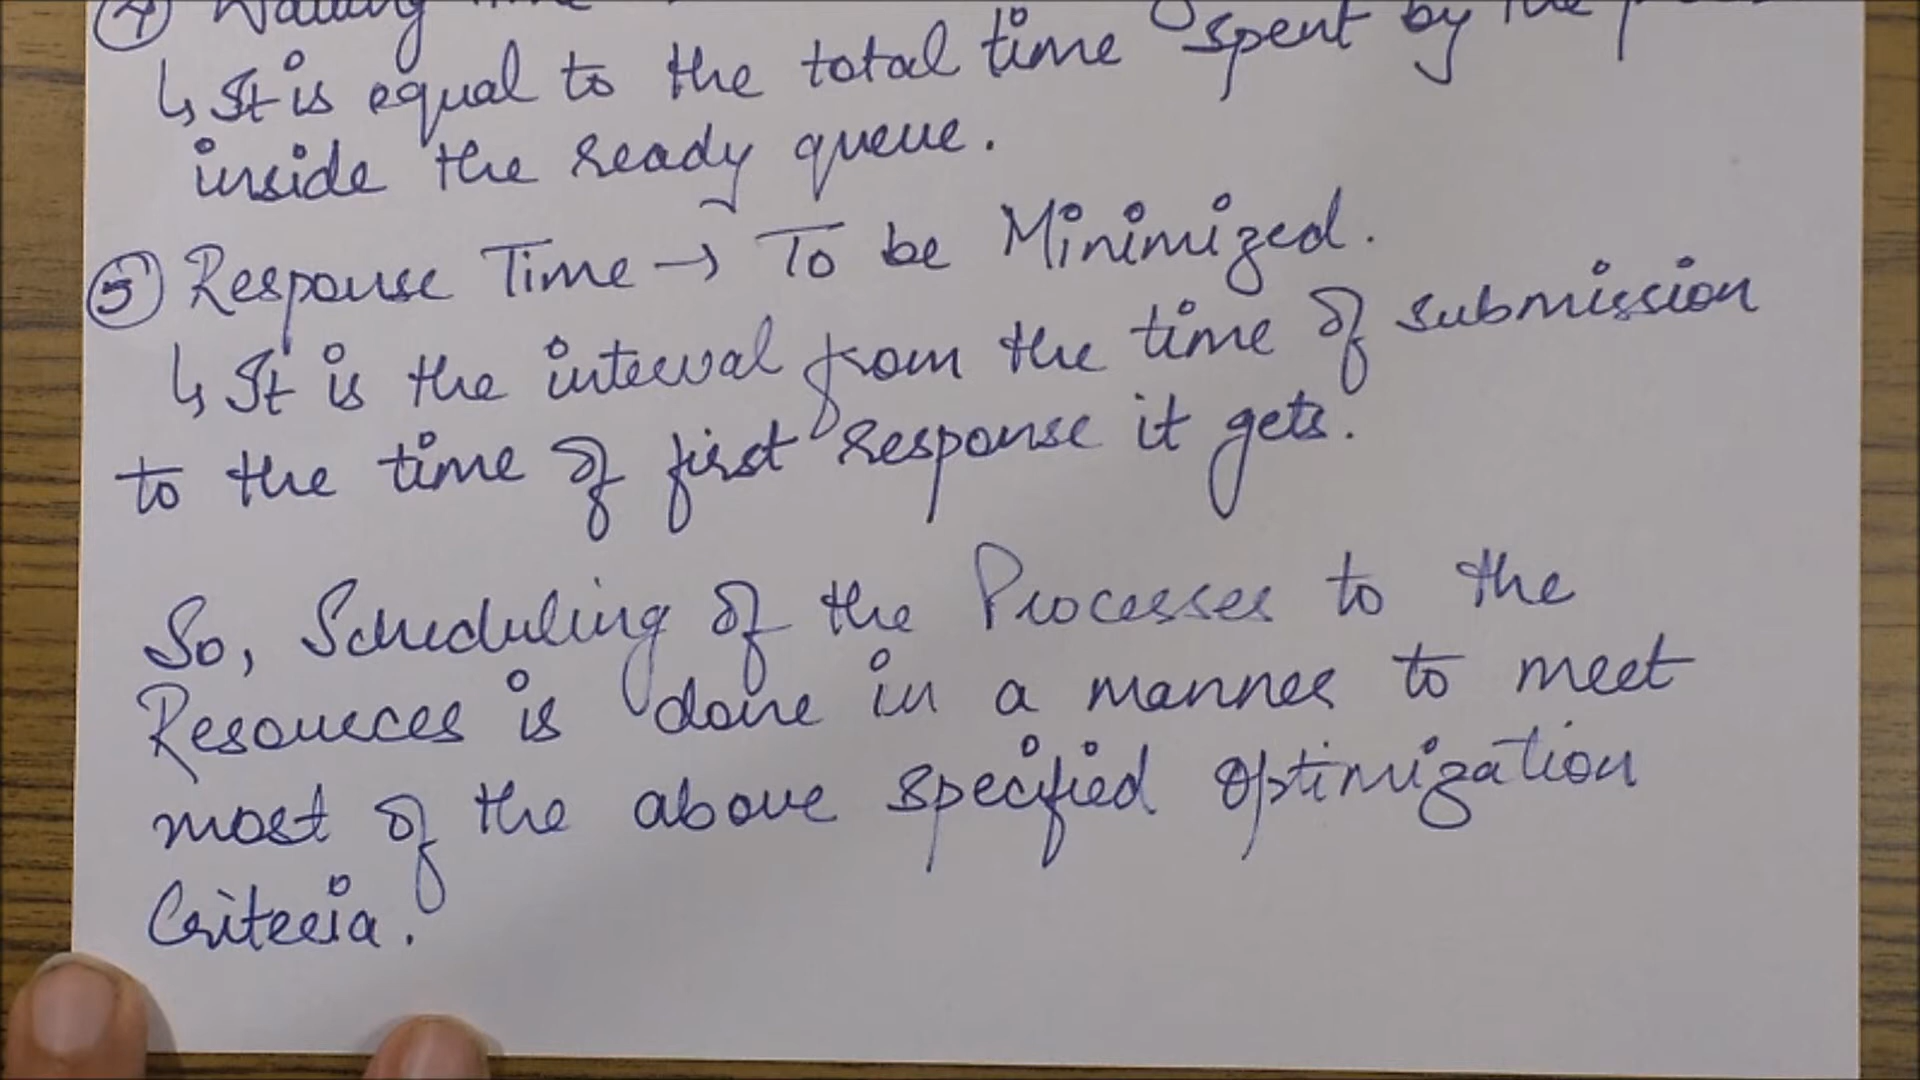 ④ Waiting Time
↳ It is equal to the total time spent by the
inside the ready queue.
⑤ Response Time → To be Minimized.
↳ It is the interval from the time of submission
to the time of first response it gets.
So, Scheduling of the Processes to the
Resources is done in a manner to meet
most of the above specified optimization
Criteria.